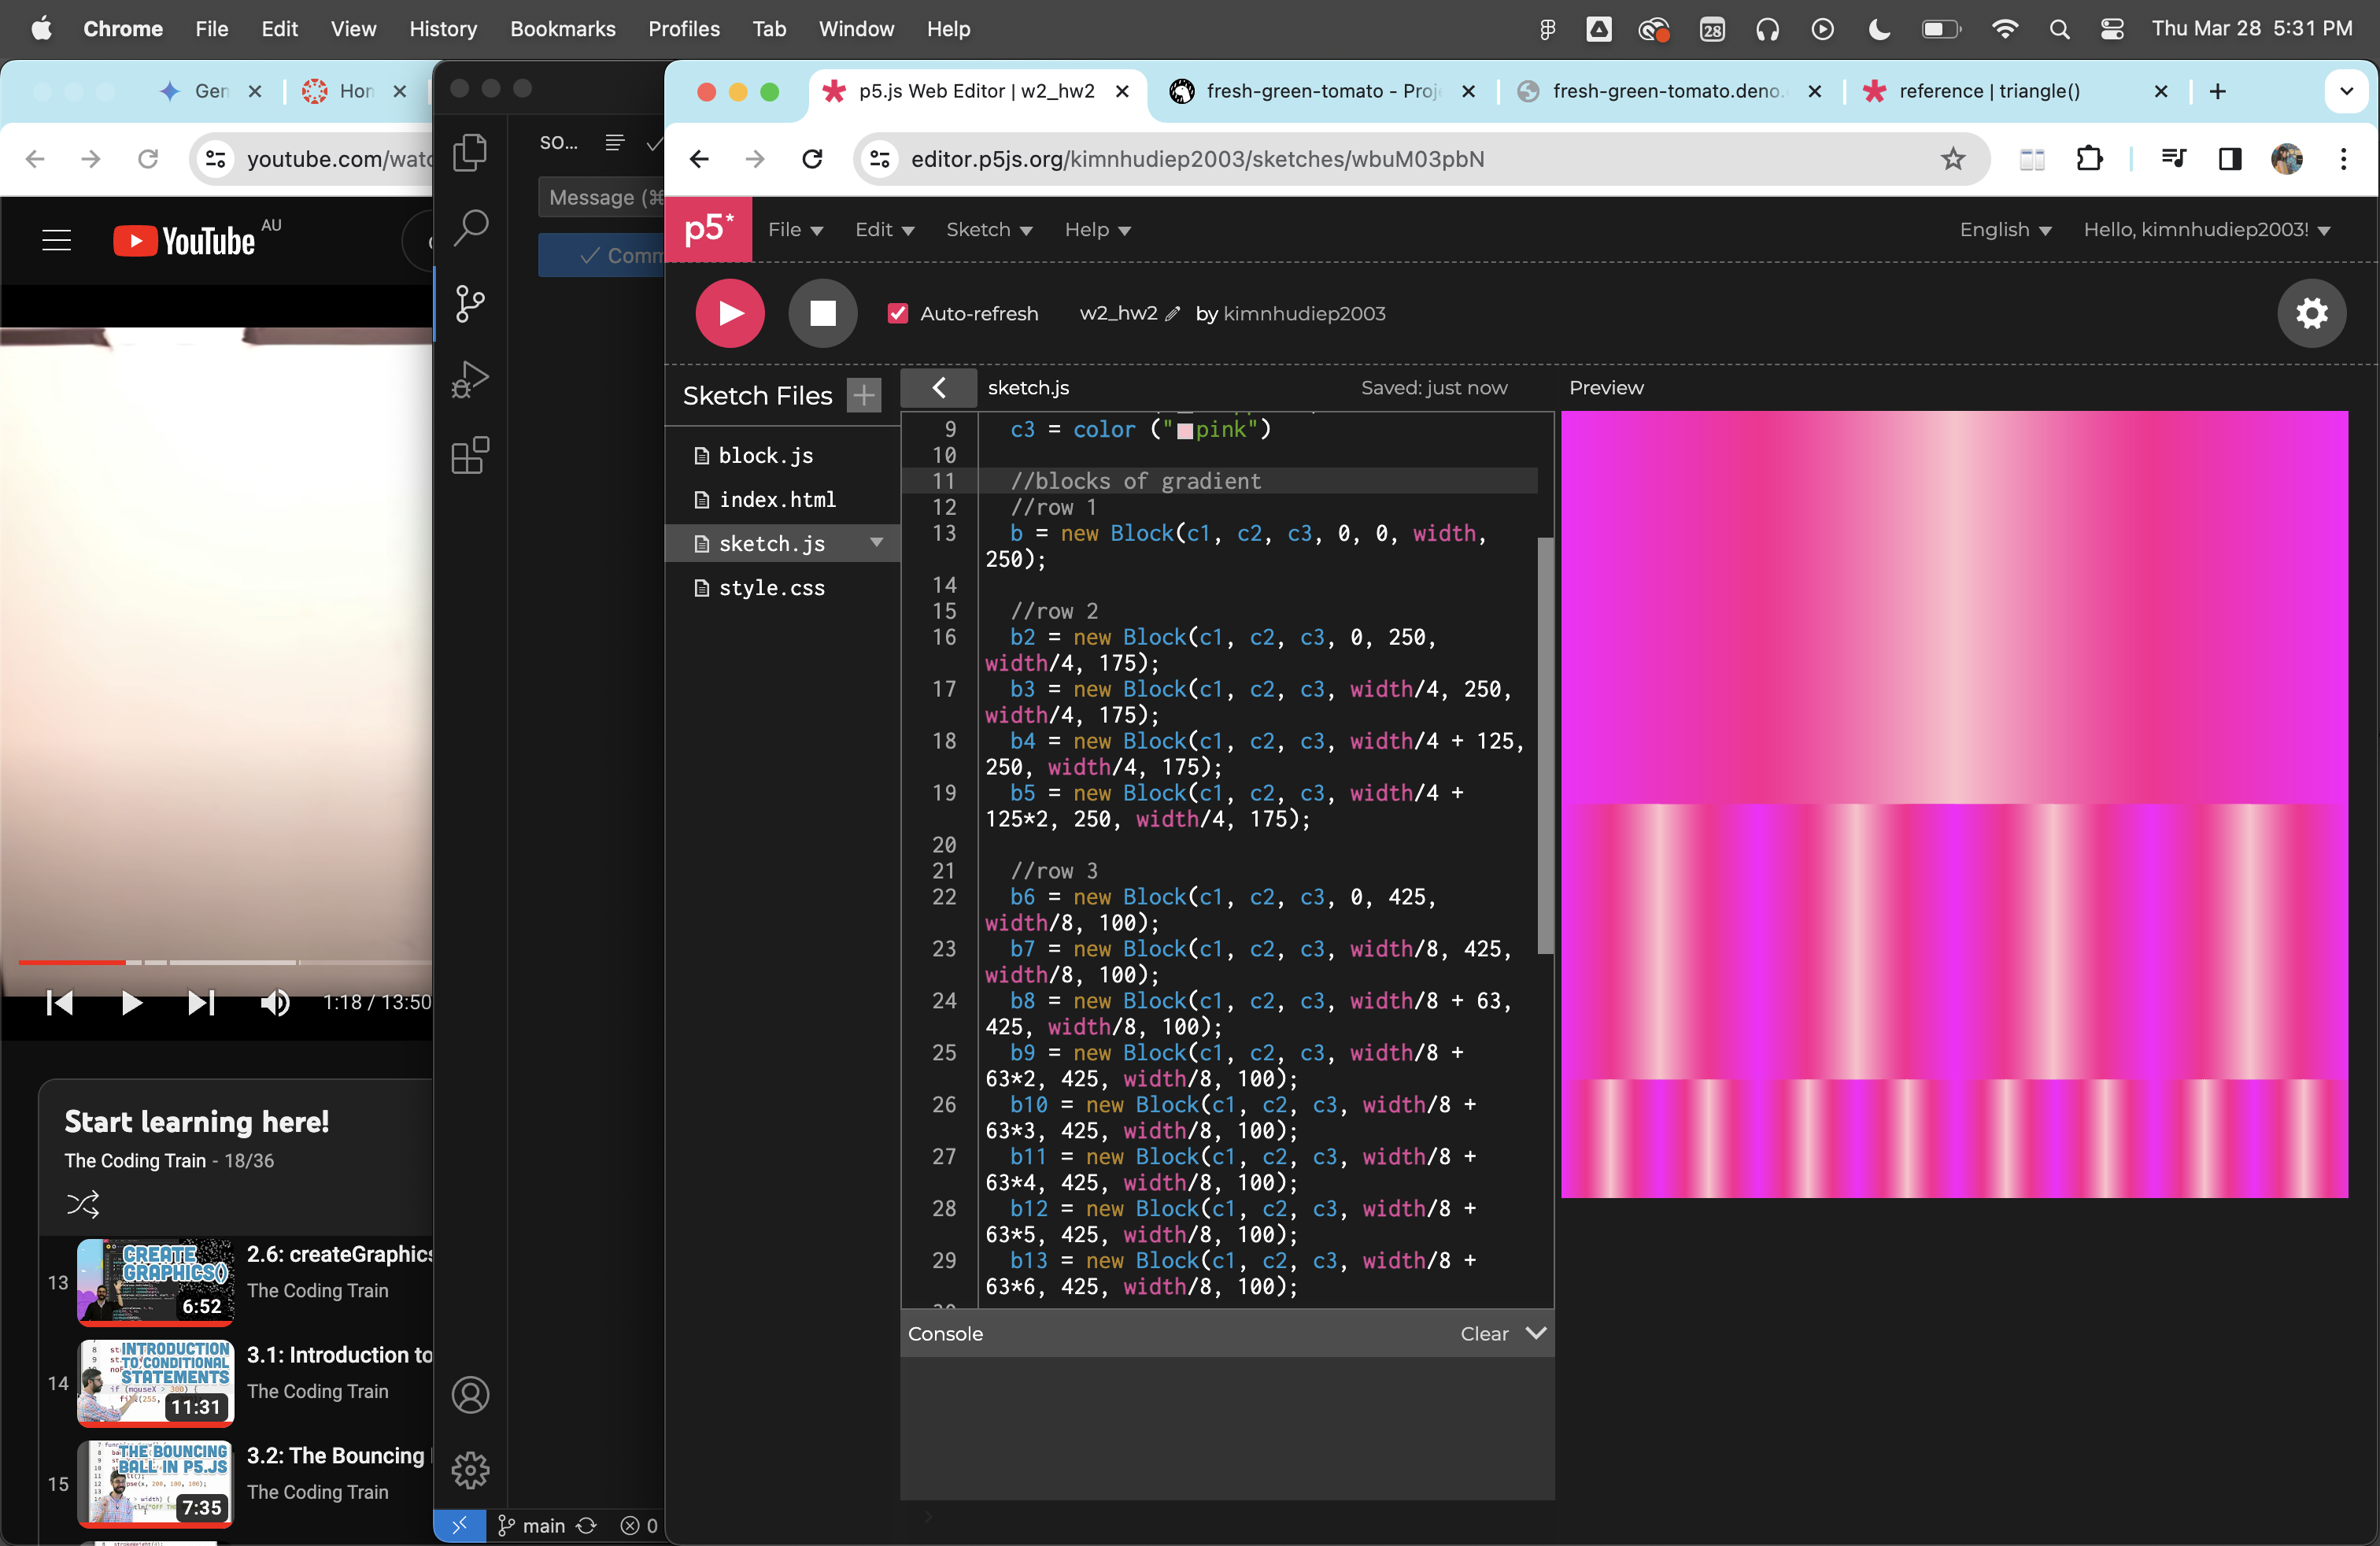 Chrome File Edit View History Bookmarks Profiles Tab Window Help 28 Thu Mar 28 5:31 PM
Gen
Hon
youtube.com/watc
YouTube AU
1:18 / 13:50
Start learning here!
The Coding Train - 18/36
13
CREATE
GRAPHICS()
6:52
2.6: createGraphics
The Coding Train
14
INTRODUCTION
TO CONDITIONAL
STATEMENTS
11:31
3.1: Introduction to
The Coding Train
15
THE BOUNCING
BALL IN P5.JS
7:35
3.2: The Bouncing
The Coding Train
SO...
Message (⌘
Comm
main
0
p5.js Web Editor | w2_hw2
fresh-green-tomato - Proje
fresh-green-tomato.deno.
reference | triangle()
editor.p5js.org/kimnhudiep2003/sketches/wbuM03pbN
p5* File Edit Sketch Help English Hello, kimnhudiep2003!
Auto-refresh w2_hw2 by kimnhudiep2003
Sketch Files +
block.js
index.html
sketch.js
style.css
sketch.js Saved: just now
9 c3 = color ("pink")
10
11 //blocks of gradient
12 //row 1
13 b = new Block(c1, c2, c3, 0, 0, width,
250);
14
15 //row 2
16 b2 = new Block(c1, c2, c3, 0, 250,
width/4, 175);
17 b3 = new Block(c1, c2, c3, width/4, 250,
width/4, 175);
18 b4 = new Block(c1, c2, c3, width/4 + 125,
250, width/4, 175);
19 b5 = new Block(c1, c2, c3, width/4 +
125*2, 250, width/4, 175);
20
21 //row 3
22 b6 = new Block(c1, c2, c3, 0, 425,
width/8, 100);
23 b7 = new Block(c1, c2, c3, width/8, 425,
width/8, 100);
24 b8 = new Block(c1, c2, c3, width/8 + 63,
425, width/8, 100);
25 b9 = new Block(c1, c2, c3, width/8 +
63*2, 425, width/8, 100);
26 b10 = new Block(c1, c2, c3, width/8 +
63*3, 425, width/8, 100);
27 b11 = new Block(c1, c2, c3, width/8 +
63*4, 425, width/8, 100);
28 b12 = new Block(c1, c2, c3, width/8 +
63*5, 425, width/8, 100);
29 b13 = new Block(c1, c2, c3, width/8 +
63*6, 425, width/8, 100);
Console Clear
Preview